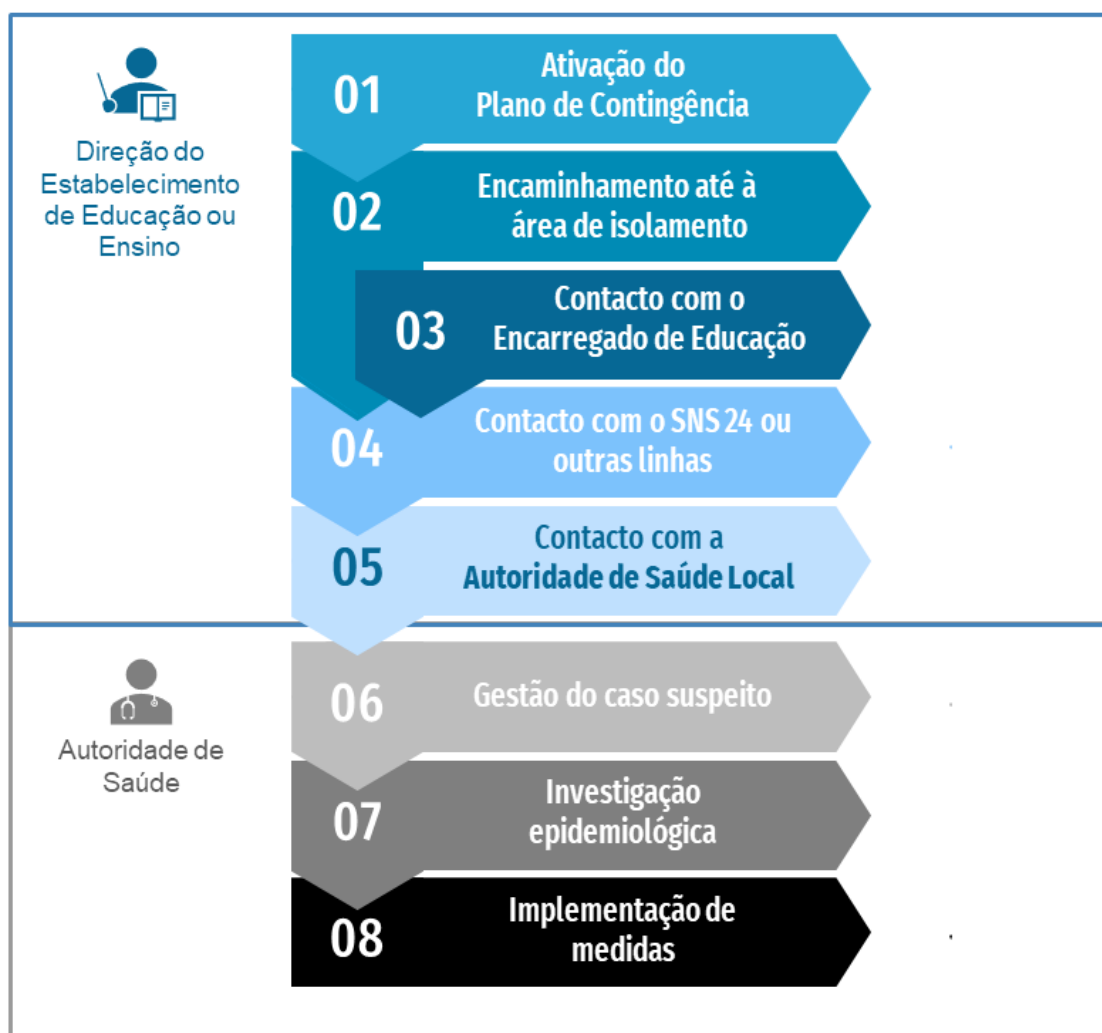 Direção do
Estabelecimento
de Educação ou
Ensino
01
Ativação do
Plano de Contingência
02
Encaminhamento até à
área de isolamento
03
Contacto com o
Encarregado de Educação
04
Contacto com o SNS 24 ou
outras linhas
05
Contacto com a
Autoridade de Saúde Local
Autoridade de
Saúde
06
Gestão do caso suspeito
07
Investigação
epidemiológica
08
Implementação de
medidas